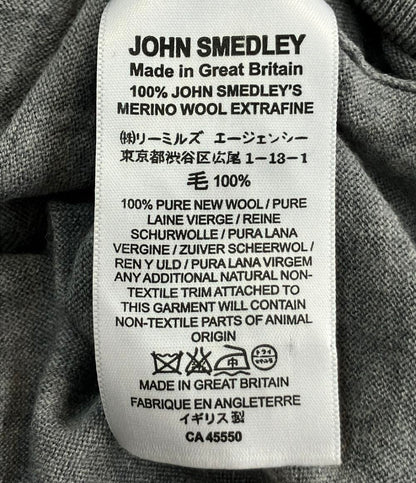 JOHN SMEDLEY
Made in Great Britain
100% JOHN SMEDLEY'S
MERINO WOOL EXTRAFINE
㈱リーミルズ エージェンシー
東京都渋谷区広尾1-13-1
毛 100%
100% PURE NEW WOOL / PURE
LAINE VIERGE / REINE
SCHURWOLLE / PURA LANA
VERGINE / ZUIVER SCHEERWOL /
REN Y ULD / PURA LANA VIRGEM
ANY ADDITIONAL NATURAL NON-
TEXTILE TRIM ATTACHED TO
THIS GARMENT WILL CONTAIN
NON-TEXTILE PARTS OF ANIMAL
ORIGIN
ドライ
MADE IN GREAT BRITAIN
FABRIQUE EN ANGLETERRE
イギリス製
CA 45550